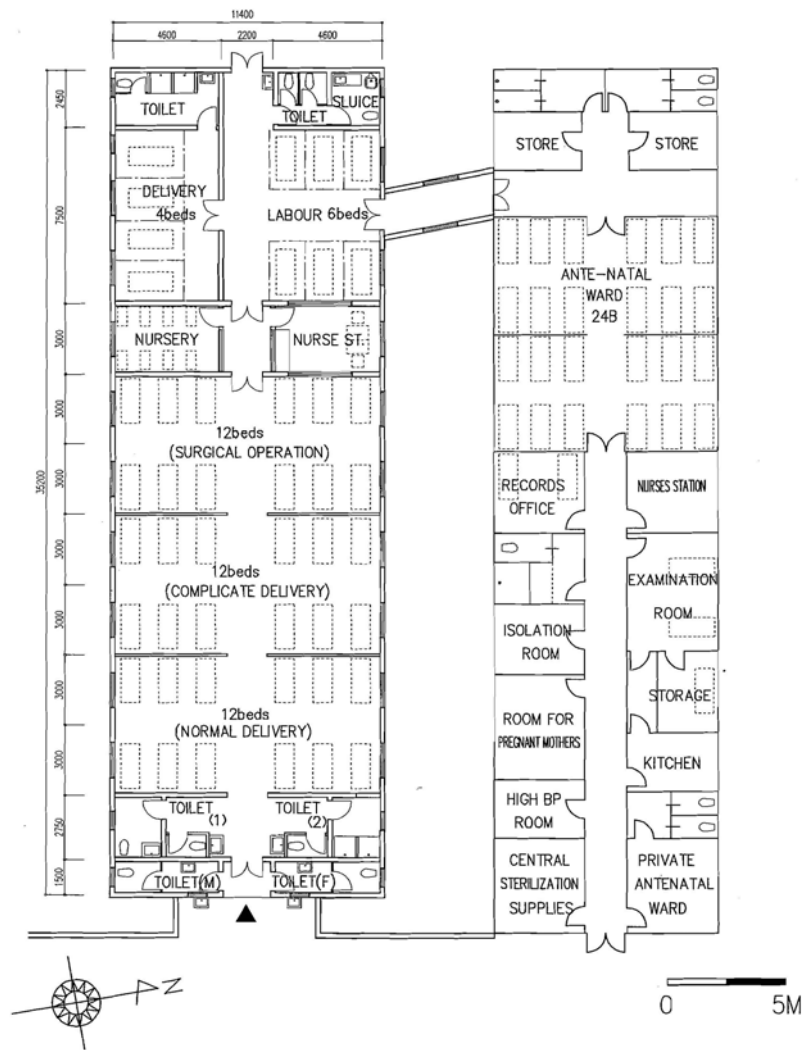 11400
4600
2200
4600
35200
2450
7500
3000
3000
3000
3000
3000
3000
3000
2750
1500
TOILET
TOILET
SLUICE
DELIVERY
4beds
LABOUR 6beds
NURSERY
NURSE ST.
12beds
(SURGICAL OPERATION)
12beds
(COMPLICATE DELIVERY)
12beds
(NORMAL DELIVERY)
TOILET
(1)
TOILET
(2)
TOILET(M)
TOILET(F)
STORE
STORE
ANTE-NATAL
WARD
24B
RECORDS
OFFICE
NURSES STATION
EXAMINATION
ROOM
ISOLATION
ROOM
STORAGE
ROOM FOR
PREGNANT MOTHERS
KITCHEN
HIGH BP
ROOM
CENTRAL
STERILIZATION
SUPPLIES
PRIVATE
ANTENATAL
WARD
N
0
5M